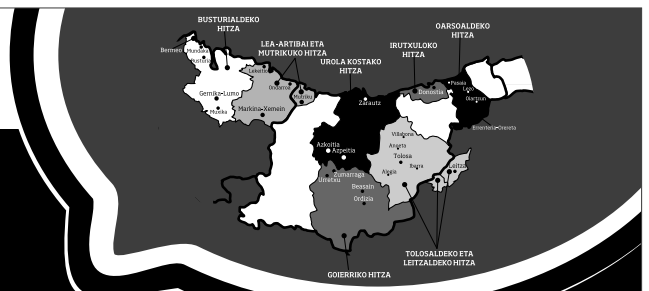 BUSTURIALDEKO
HITZA
OARSOALDEKO
HITZA
LEA-ARTIBAI ETA
MUTRIKUKO HITZA
IRUTXULOKO
HITZA
UROLA KOSTAKO
HITZA
Bermeo
Mundaka
Busturia
Lekeitio
Ondarroa
Mutriku
Gernika-Lumo
Muxika
Markina-Xemein
Zarautz
Donostia
Pasaia
Lezo
Oiartzun
Errenteria-Orereta
Azkoitia
Azpeitia
Villabona
Anoeta
Tolosa
Ibarra
Alegia
Leitza
Zumarraga
Urretxu
Beasain
Ordizia
TOLOSALDEKO ETA
LEITZALDEKO HITZA
GOIERRIKO HITZA